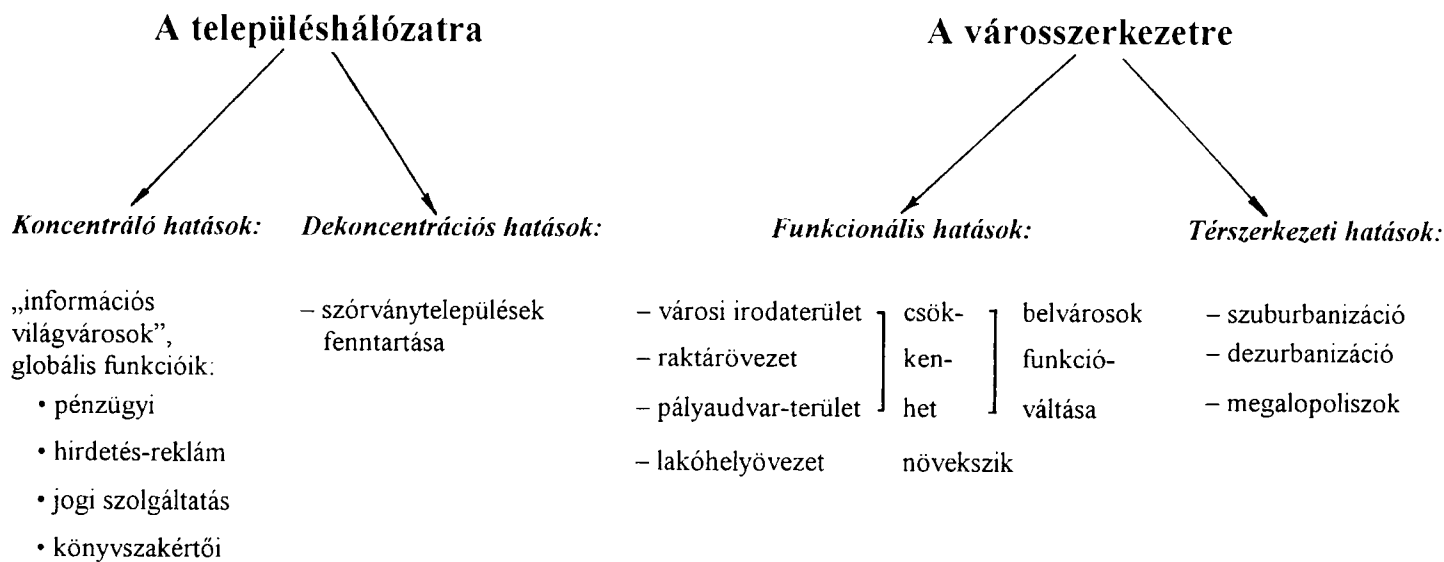 A településhálózatra
Koncentráló hatások:
„információs
világvárosok”,
globális funkcióik:
• pénzügyi
• hirdetés-reklám
• jogi szolgáltatás
• könyvszakértői
Dekoncentrációs hatások:
– szórványtelepülések
fenntartása
A városszerkezetre
Funkcionális hatások:
– városi irodaterület csök- belvárosok
– raktárövezet ken- funkció-
– pályaudvar-terület het váltása
– lakóhelyövezet növekszik
Térszerkezeti hatások:
– szuburbanizáció
– dezurbanizáció
– megalopoliszok